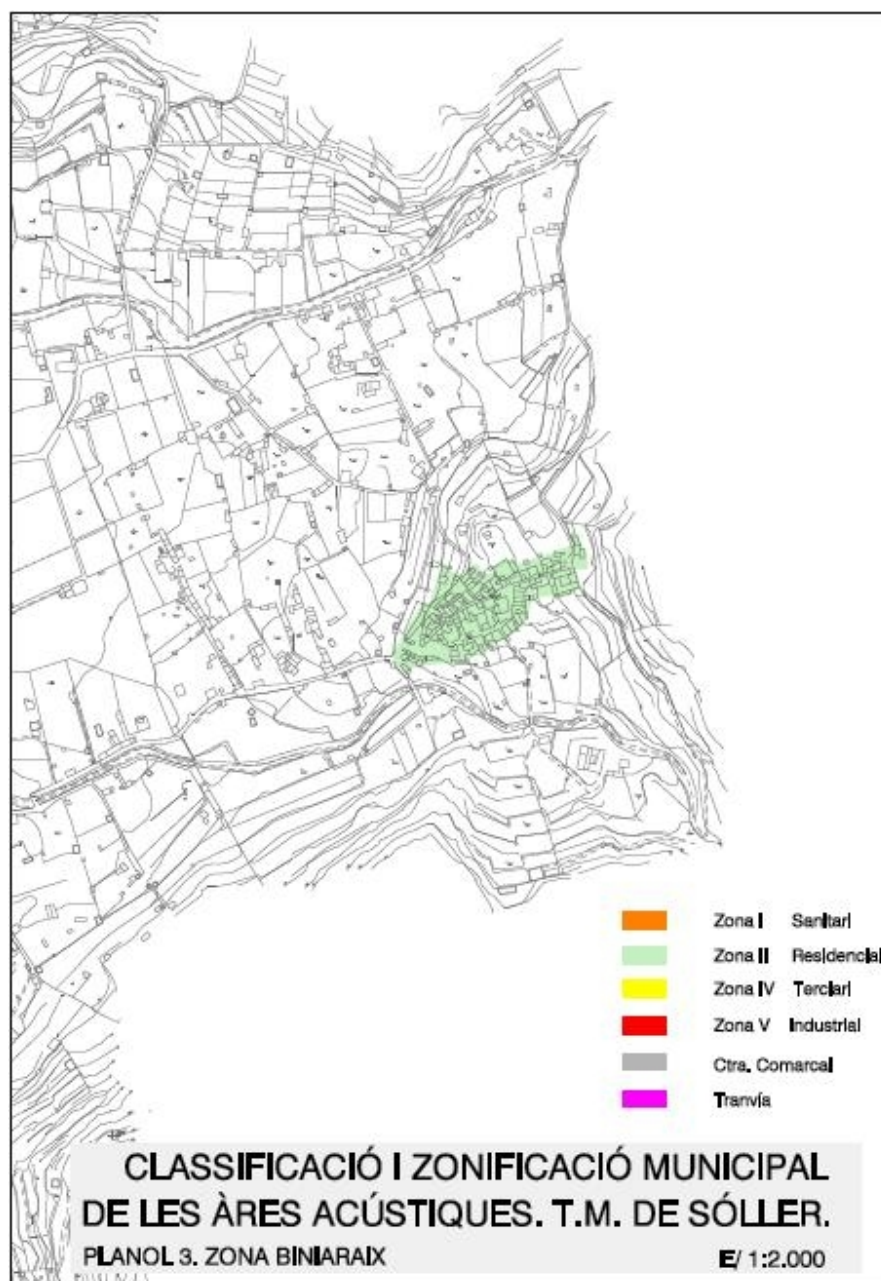 Zona I Sanitari
Zona II Residencial
Zona IV Terciari
Zona V Industrial
Ctra. Comarcal
Tranvía
CLASSIFICACIÓ I ZONIFICACIÓ MUNICIPAL
DE LES ÀRES ACÚSTIQUES. T.M. DE SÓLLER.
PLANOL 3. ZONA BINIARAIX E/ 1:2.000